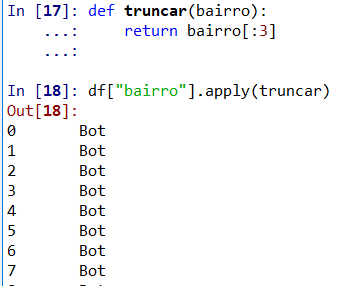 In [17]: def truncar(bairro):
   ...:     return bairro[:3]
   ...:
In [18]: df["bairro"].apply(truncar)
Out[18]:
0      Bot
1      Bot
2      Bot
3      Bot
4      Bot
5      Bot
6      Bot
7      Bot